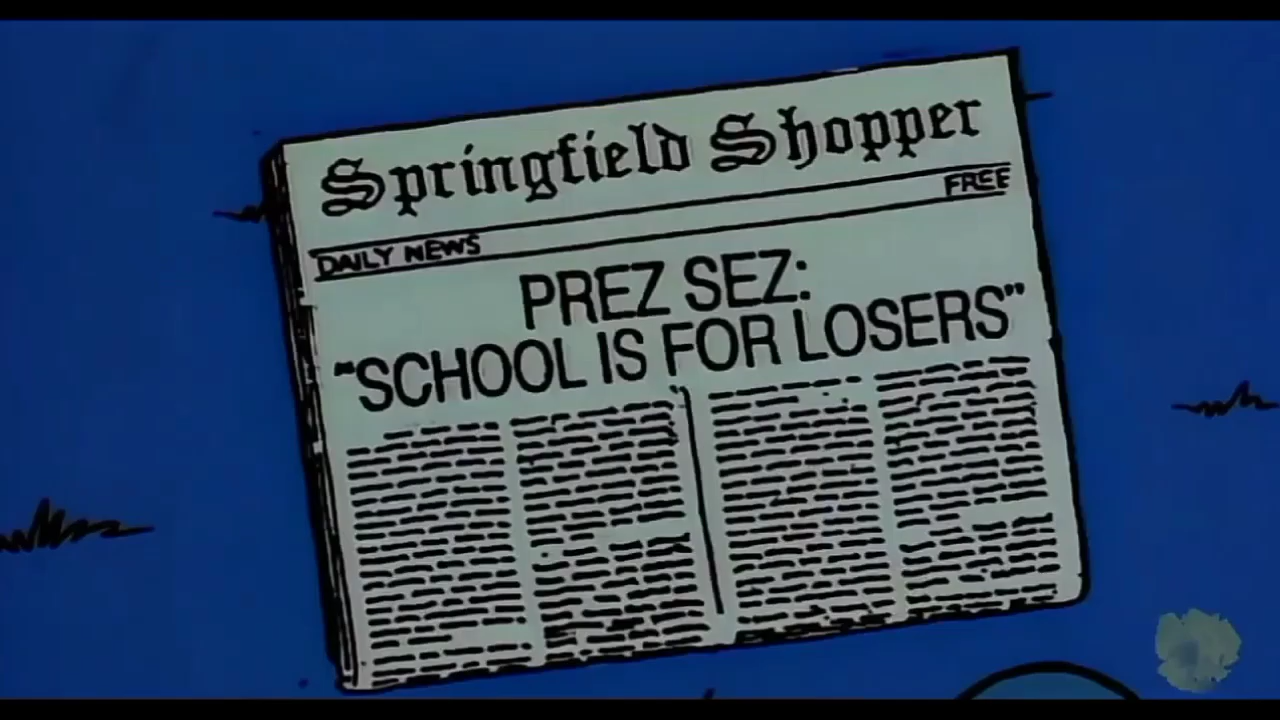 Springfield Shopper
FREE
DAILY NEWS
PREZ SEZ:
"SCHOOL IS FOR LOSERS"